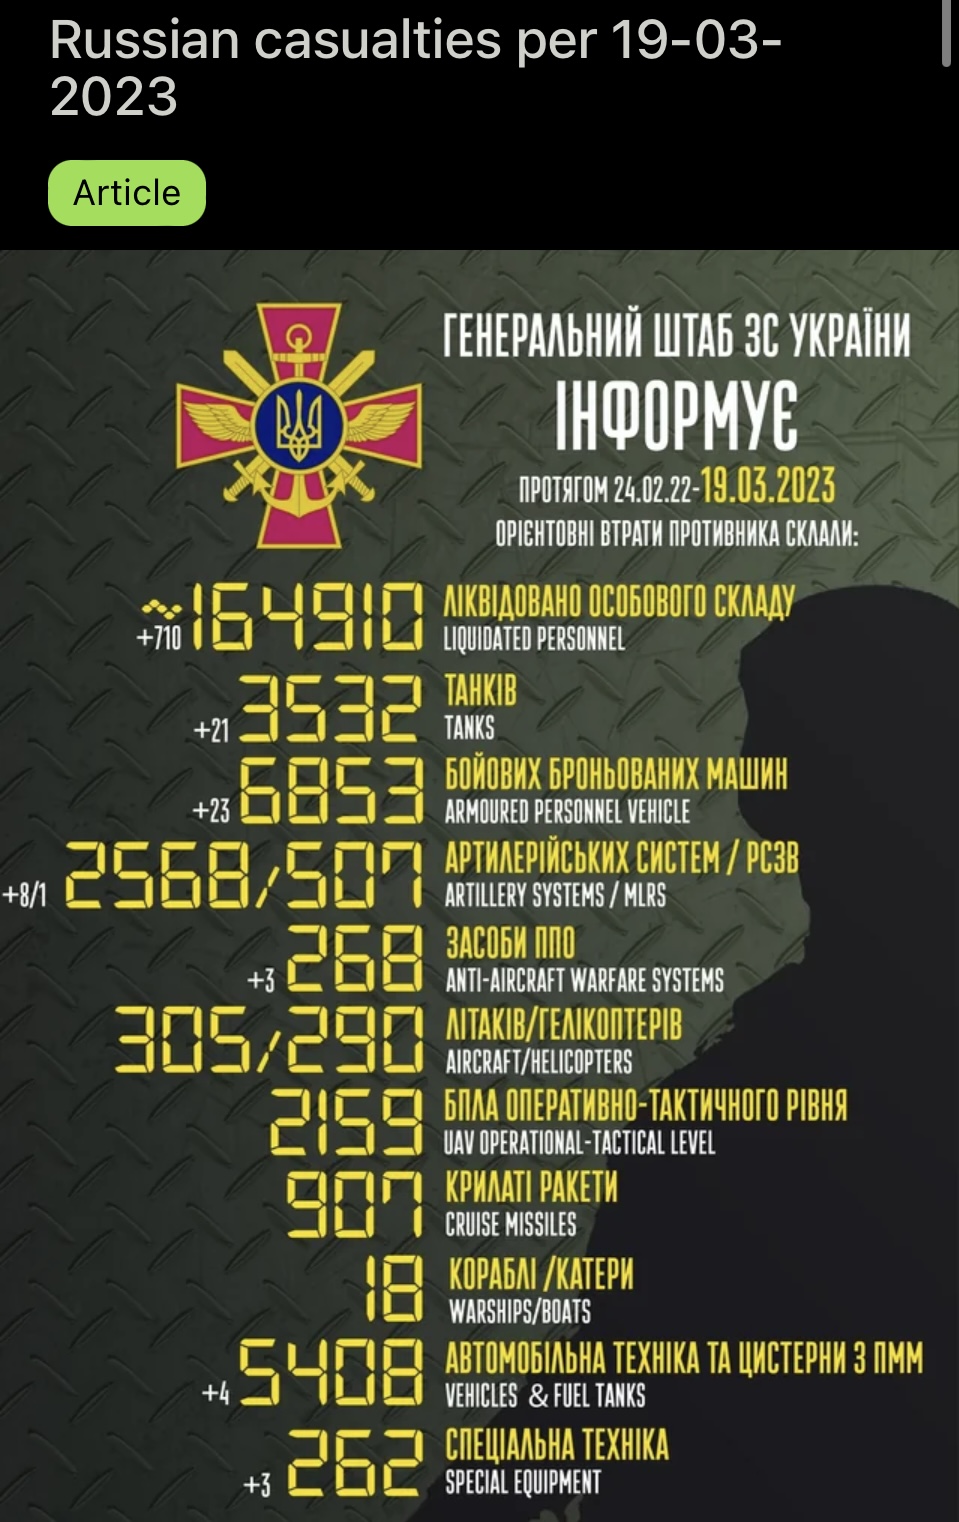 Russian casualties per 19-03-
2023
Article
ГЕНЕРАЛЬНИЙ ШТАБ ЗС УКРАЇНИ
ІНФОРМУЄ
ПРОТЯГОМ 24.02.22-19.03.2023
ОРІЄНТОВНІ ВТРАТИ ПРОТИВНИКА СКЛАЛИ:
~164910 ЛІКВІДОВАНО ОСОБОВОГО СКЛАДУ
+710 LIQUIDATED PERSONNEL
3532 ТАНКІВ
+21 TANKS
6853 БОЙОВИХ БРОНЬОВАНИХ МАШИН
+23 ARMOURED PERSONNEL VEHICLE
2568/507 АРТИЛЕРІЙСЬКИХ СИСТЕМ / РСЗВ
+8/1 ARTILLERY SYSTEMS / MLRS
268 ЗАСОБИ ППО
+3 ANTI-AIRCRAFT WARFARE SYSTEMS
305/290 ЛІТАКІВ/ГЕЛІКОПТЕРІВ
AIRCRAFT/HELICOPTERS
2159 БПЛА ОПЕРАТИВНО-ТАКТИЧНОГО РІВНЯ
UAV OPERATIONAL-TACTICAL LEVEL
907 КРИЛАТІ РАКЕТИ
CRUISE MISSILES
18 КОРАБЛІ /КАТЕРИ
WARSHIPS/BOATS
5408 АВТОМОБІЛЬНА ТЕХНІКА ТА ЦИСТЕРНИ З ПММ
+4 VEHICLES & FUEL TANKS
262 СПЕЦІАЛЬНА ТЕХНІКА
+3 SPECIAL EQUIPMENT